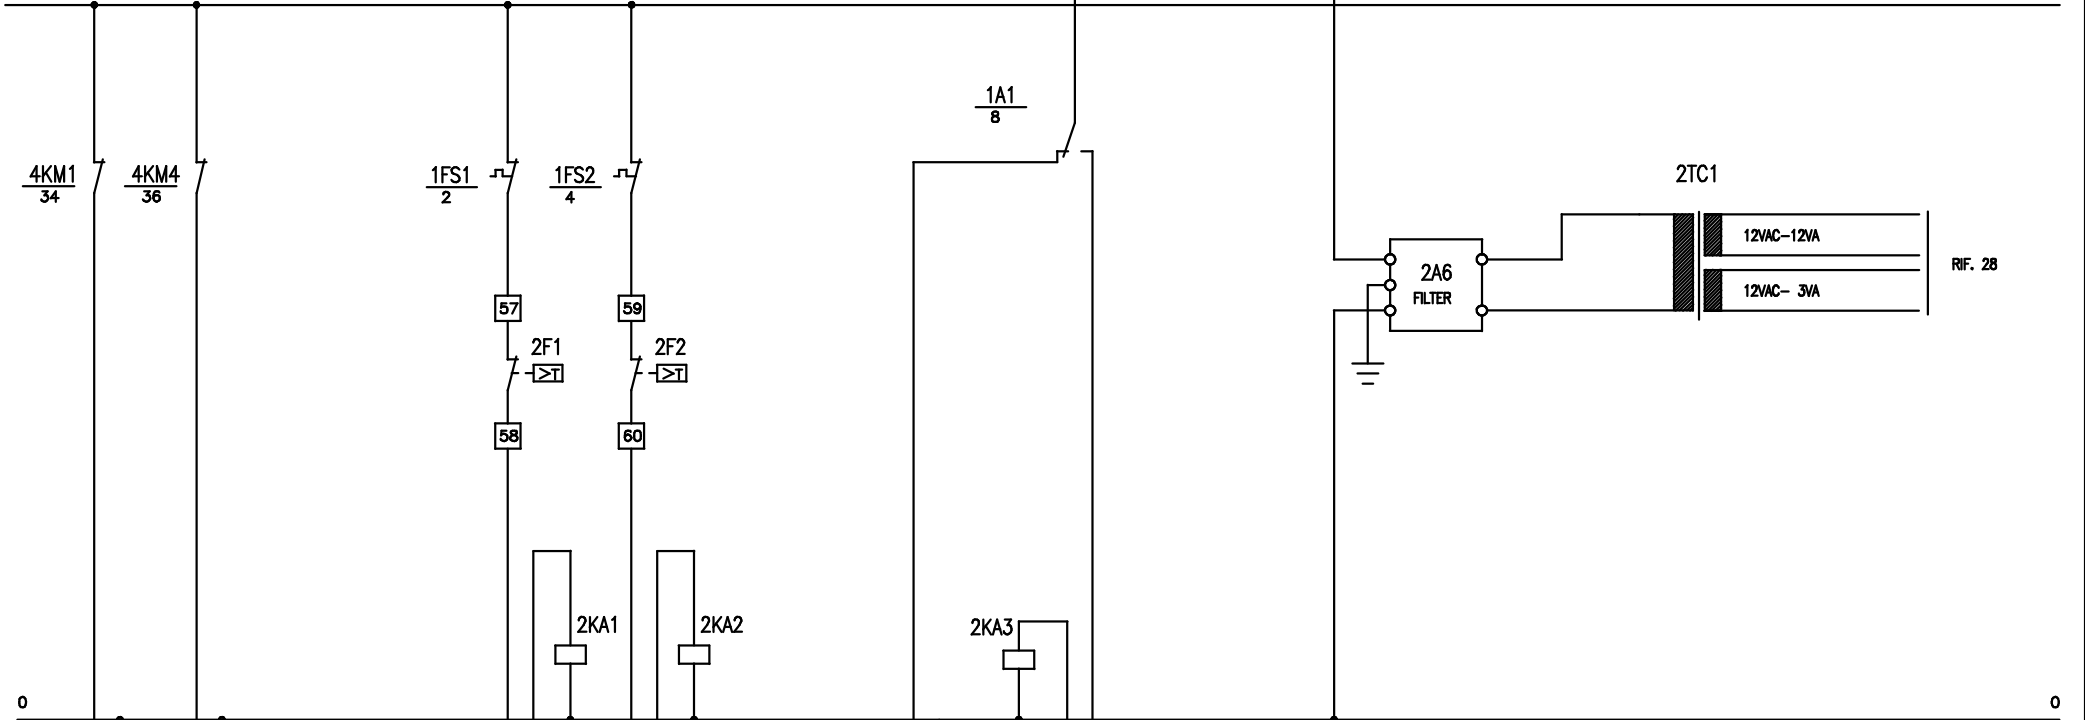 1A1
8
4KM1
34
4KM4
36
1FS1
2
1FS2
4
2TC1
12VAC-12VA
2A6
FILTER
12VAC- 3VA
RIF. 28
57
59
2F1
>T
2F2
>T
58
60
2KA1
2KA2
2KA3
0
0